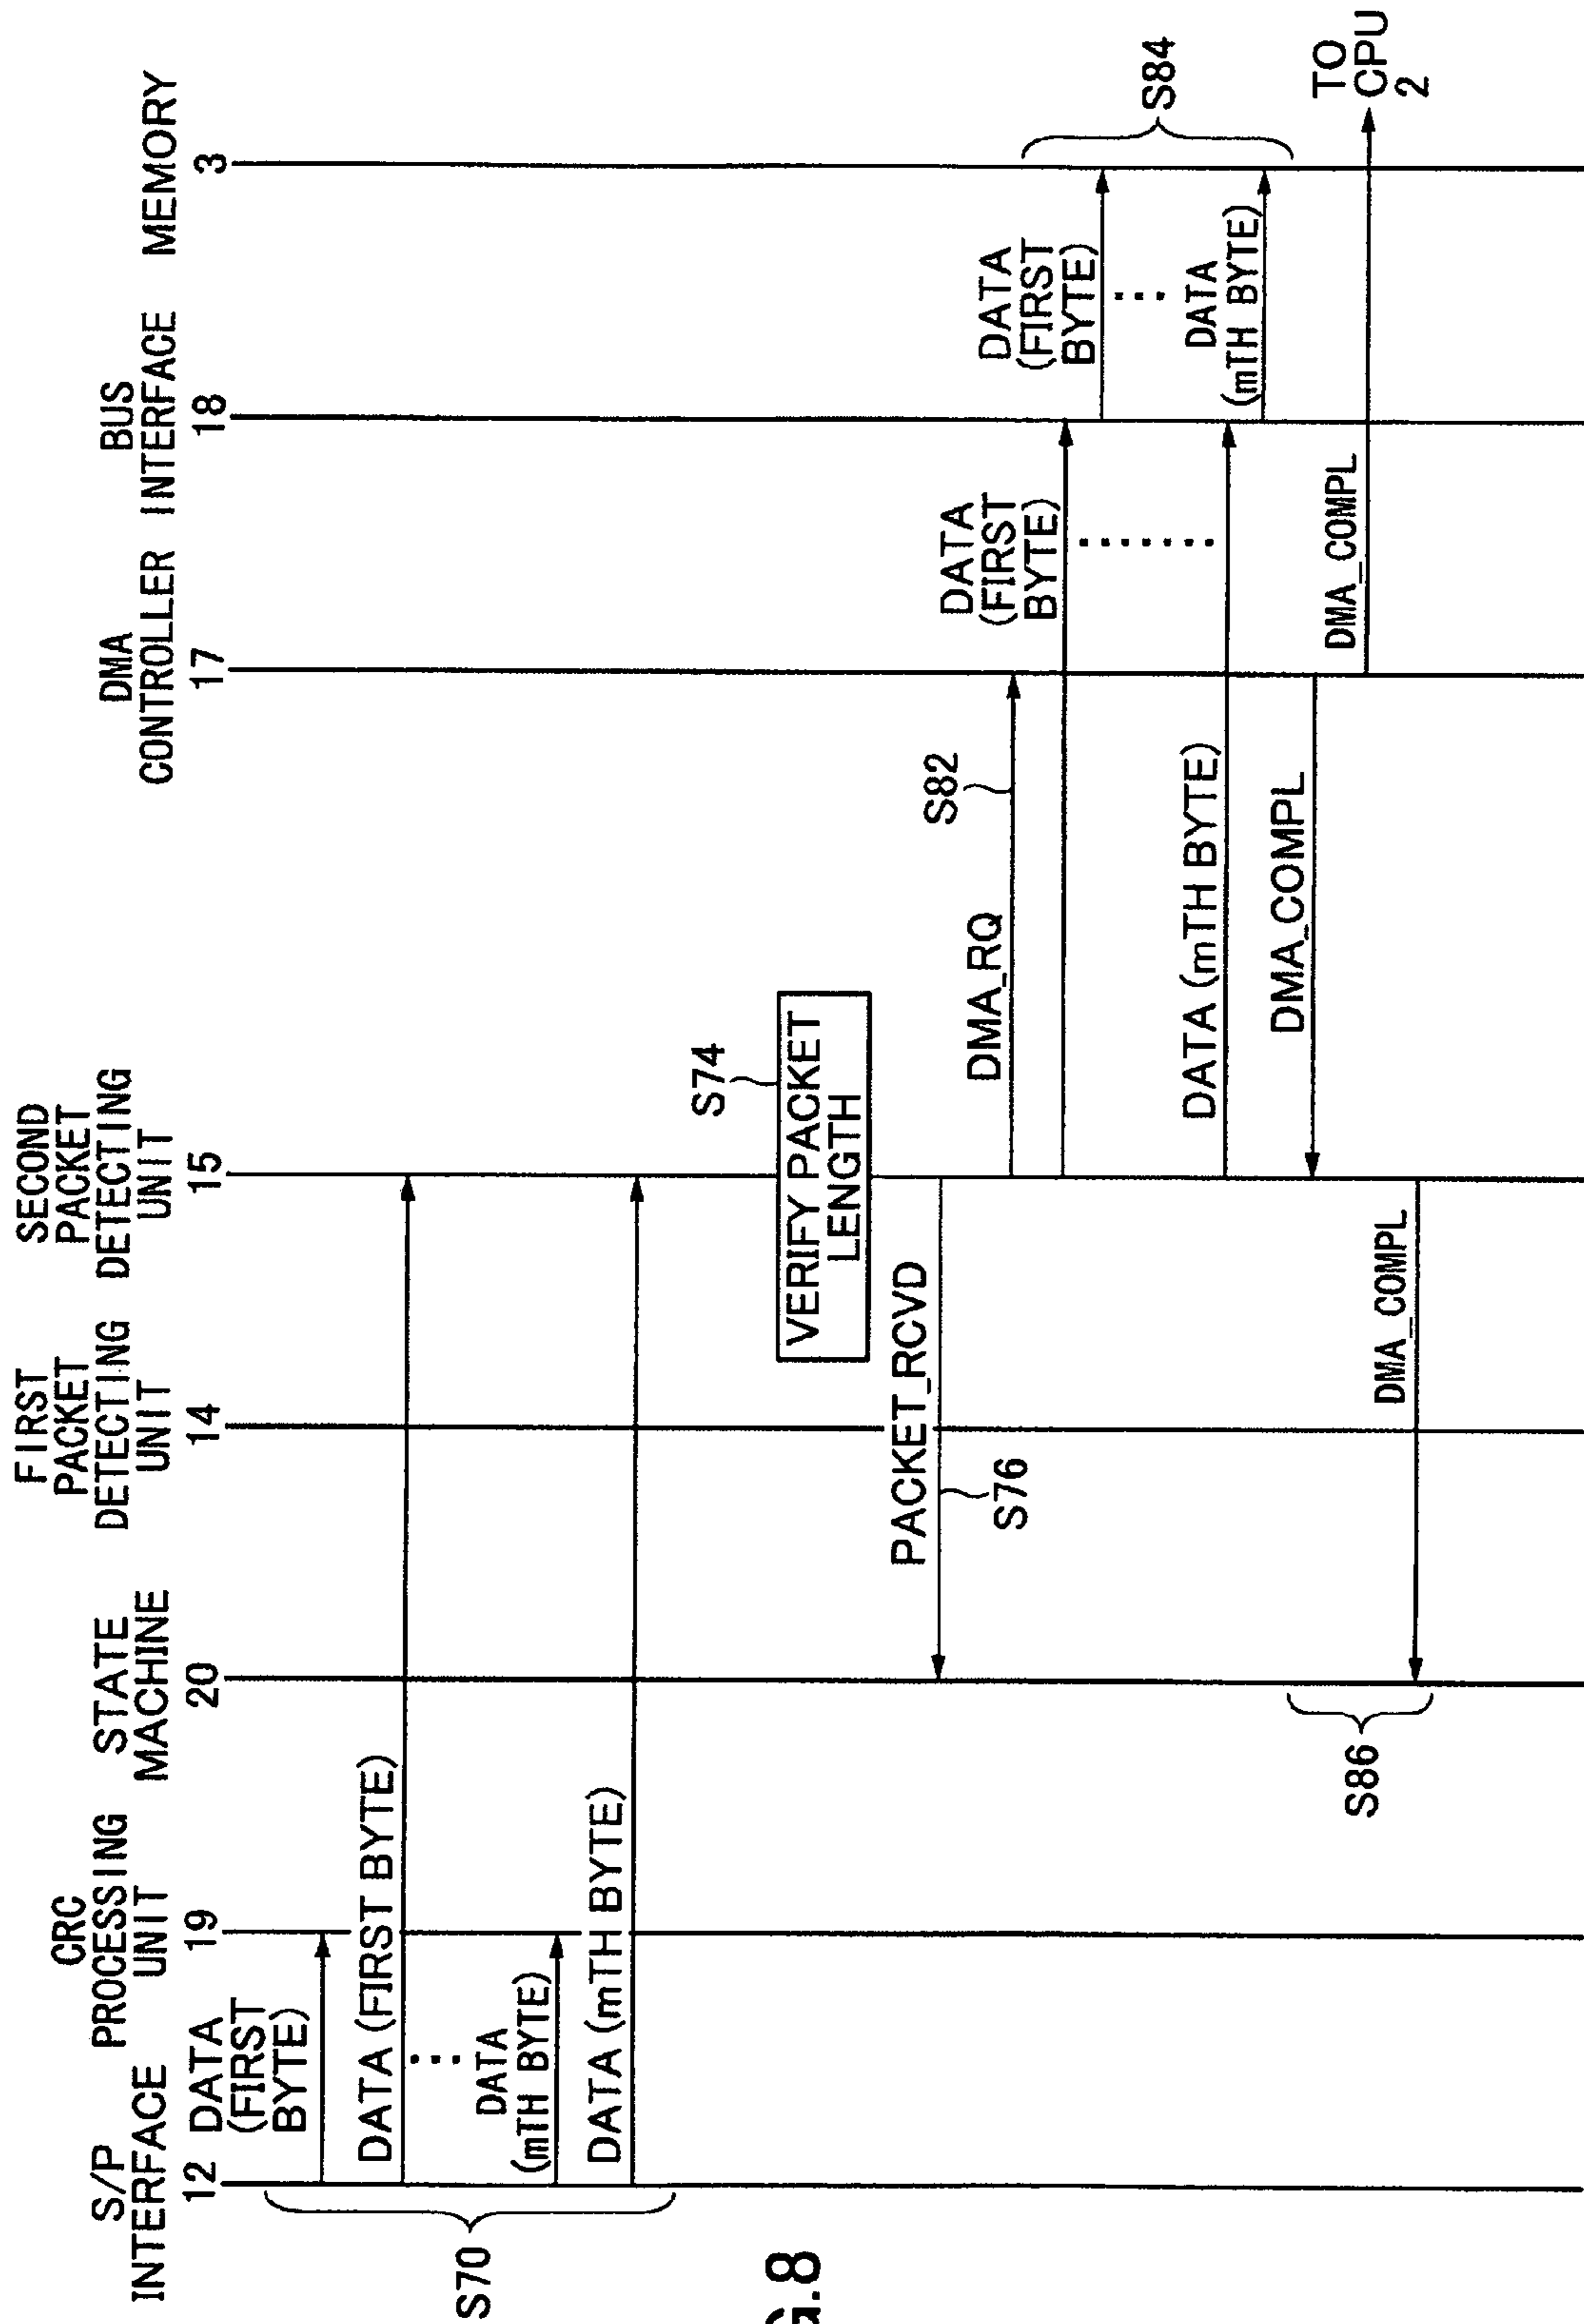 S/P
INTERFACE
12
CRC
PROCESSING
UNIT
19
STATE
MACHINE
20
FIRST
PACKET
DETECTING
UNIT
14
SECOND
PACKET
DETECTING
UNIT
15
DMA
CONTROLLER
17
BUS
INTERFACE
18
MEMORY
3
S70
DATA
(FIRST
BYTE)
DATA (FIRST BYTE)
DATA
(mTH BYTE)
DATA (mTH BYTE)
S74
VERIFY PACKET
LENGTH
PACKET_RCVD
S76
DMA_RQ
S82
DATA
(FIRST
BYTE)
DATA
(FIRST
BYTE)
S84
DATA (mTH BYTE)
DATA
(mTH BYTE)
DMA_COMPL
DMA_COMPL
TO
CPU
2
DMA_COMPL
S86
G.8